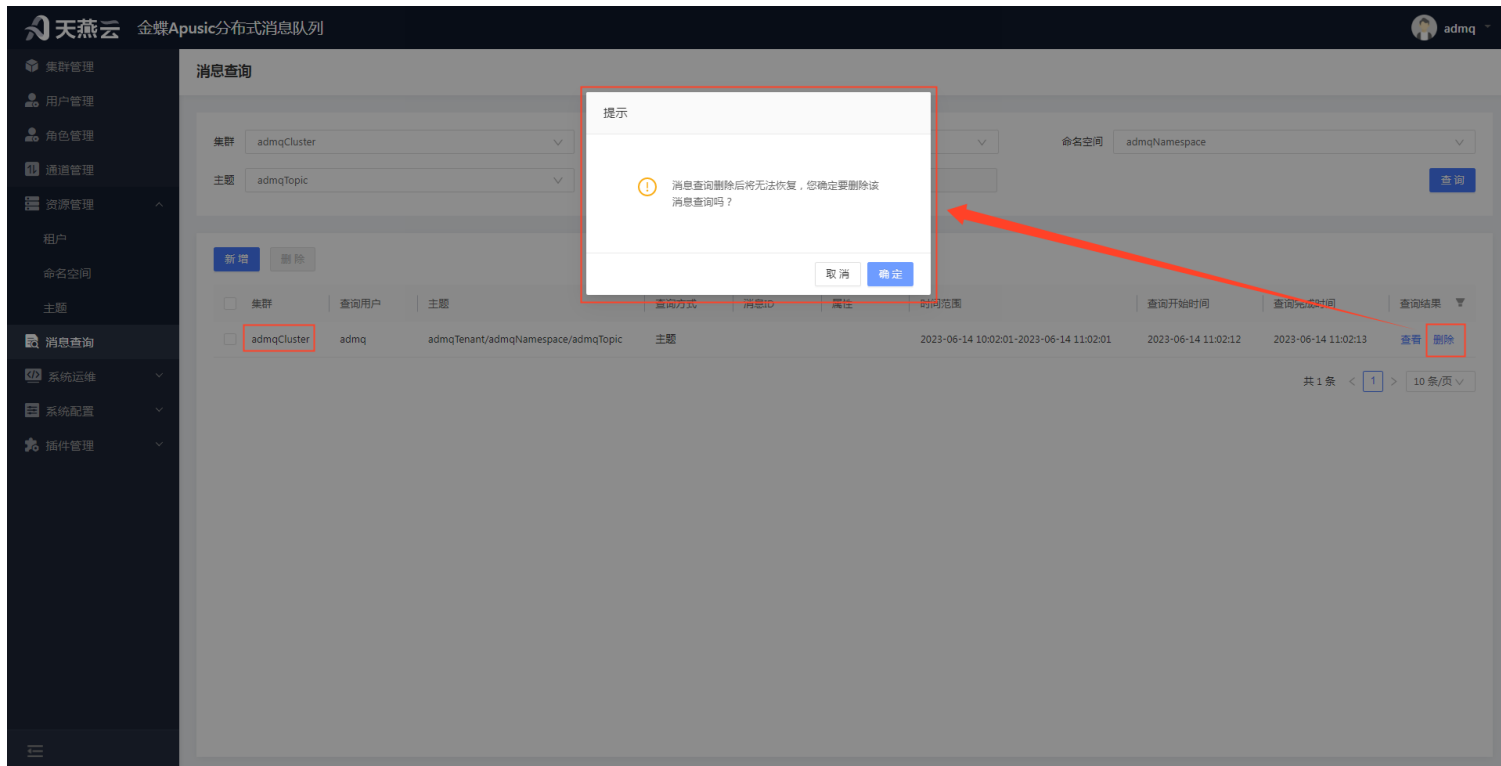 天燕云 金蝶Apusic分布式消息队列
admq
集群管理
用户管理
角色管理
通道管理
资源管理
租户
命名空间
主题
消息查询
系统运维
系统配置
插件管理
消息查询
集群 admqCluster
命名空间 admqNamespace
主题 admqTopic
查 询
新 增 删 除
提示
消息查询删除后将无法恢复，您确定要删除该
消息查询吗？
取 消 确 定
集群 查询用户 主题 查询方式 消息ID 属性 时间范围 查询开始时间 查询完成时间 查询结果
admqCluster admq admqTenant/admqNamespace/admqTopic 主题 2023-06-14 10:02:01-2023-06-14 11:02:01 2023-06-14 11:02:12 2023-06-14 11:02:13 查看 删除
共 1 条 < 1 > 10 条/页